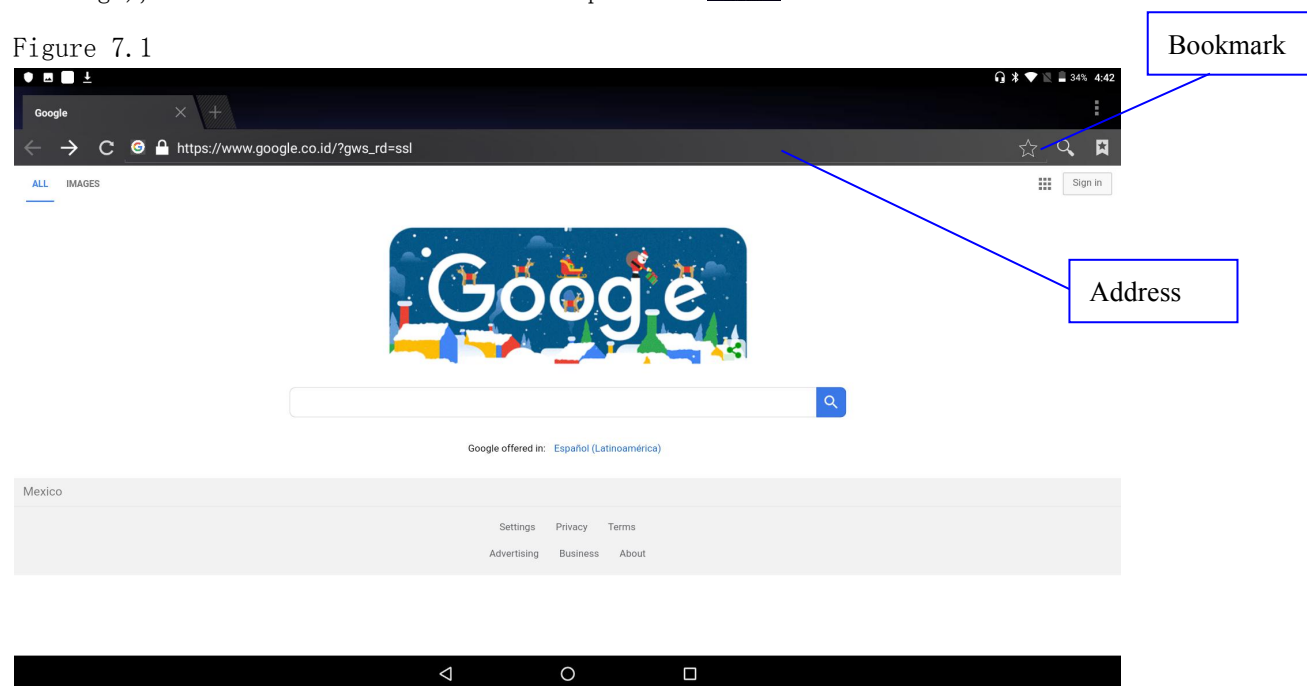 Figure 7.1
Bookmark
34% 4:42
Google
https://www.google.co.id/?gws_rd=ssl
ALL IMAGES
Sign in
Google
Address
Google offered in: Español (Latinoamérica)
Mexico
Settings Privacy Terms
Advertising Business About